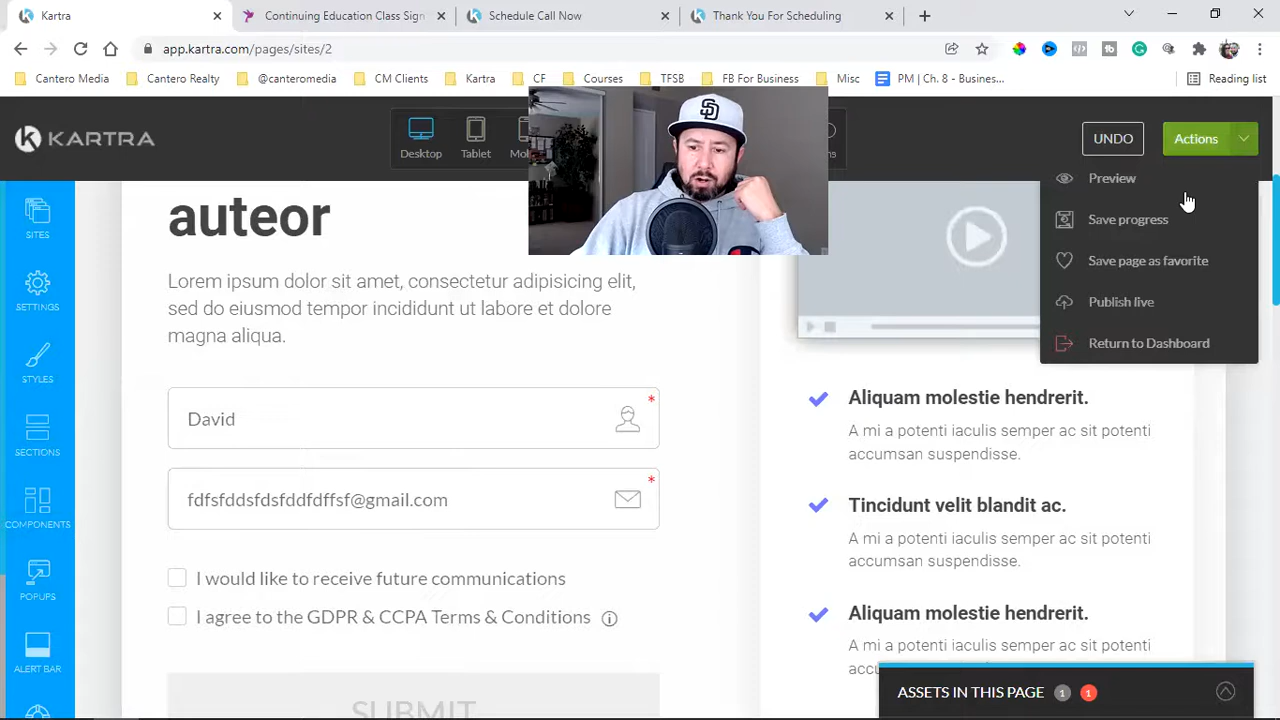 Kartra
Continuing Education Class Sign
Schedule Call Now
Thank You For Scheduling
app.kartra.com/pages/sites/2
Cantero Media
Cantero Realty
@canteromedia
CM Clients
Kartra
CF
Courses
TFSB
FB For Business
Misc
PM | Ch. 8 - Busines...
Reading list
KARTRA
Desktop
Tablet
UNDO
Actions
Preview
Save progress
Save page as favorite
Publish live
Return to Dashboard
SITES
SETTINGS
STYLES
SECTIONS
COMPONENTS
POPUPS
ALERT BAR
auteor
Lorem ipsum dolor sit amet, consectetur adipisicing elit,
sed do eiusmod tempor incididunt ut labore et dolore
magna aliqua.
David
*
fdfsfddsfdsfddfdffsf@gmail.com
*
I would like to receive future communications
I agree to the GDPR & CCPA Terms & Conditions
SUBMIT
Aliquam molestie hendrerit.
A mi a potenti iaculis semper ac sit potenti
accumsan suspendisse.
Tincidunt velit blandit ac.
A mi a potenti iaculis semper ac sit potenti
accumsan suspendisse.
Aliquam molestie hendrerit.
A mi a potenti iaculis semper ac sit potenti
ASSETS IN THIS PAGE 1 1
SD